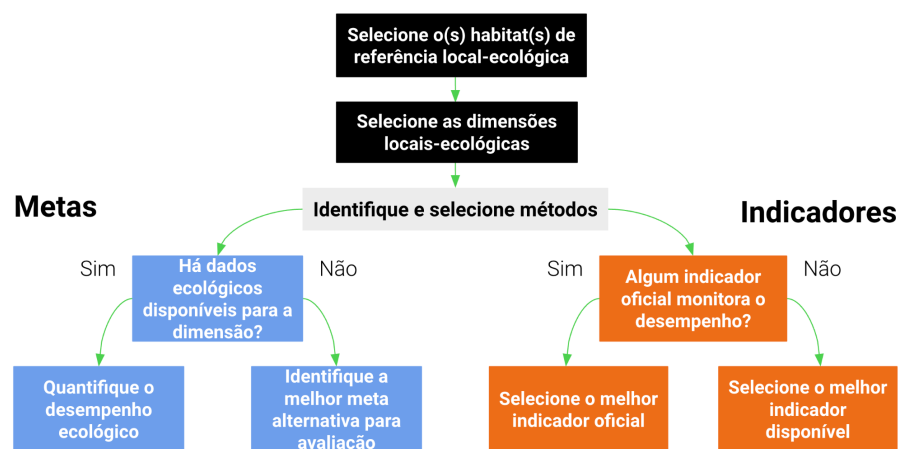 Selecione o(s) habitat(s) de
referência local-ecológica
Selecione as dimensões
locais-ecológicas
Identifique e selecione métodos
Metas
Indicadores
Sim
Há dados
ecológicos
disponíveis para a
dimensão?
Não
Sim
Algum indicador
oficial monitora o
desempenho?
Não
Quantifique o
desempenho
ecológico
Identifique a
melhor meta
alternativa para
avaliação
Selecione o melhor
indicador oficial
Selecione o melhor
indicador
disponível